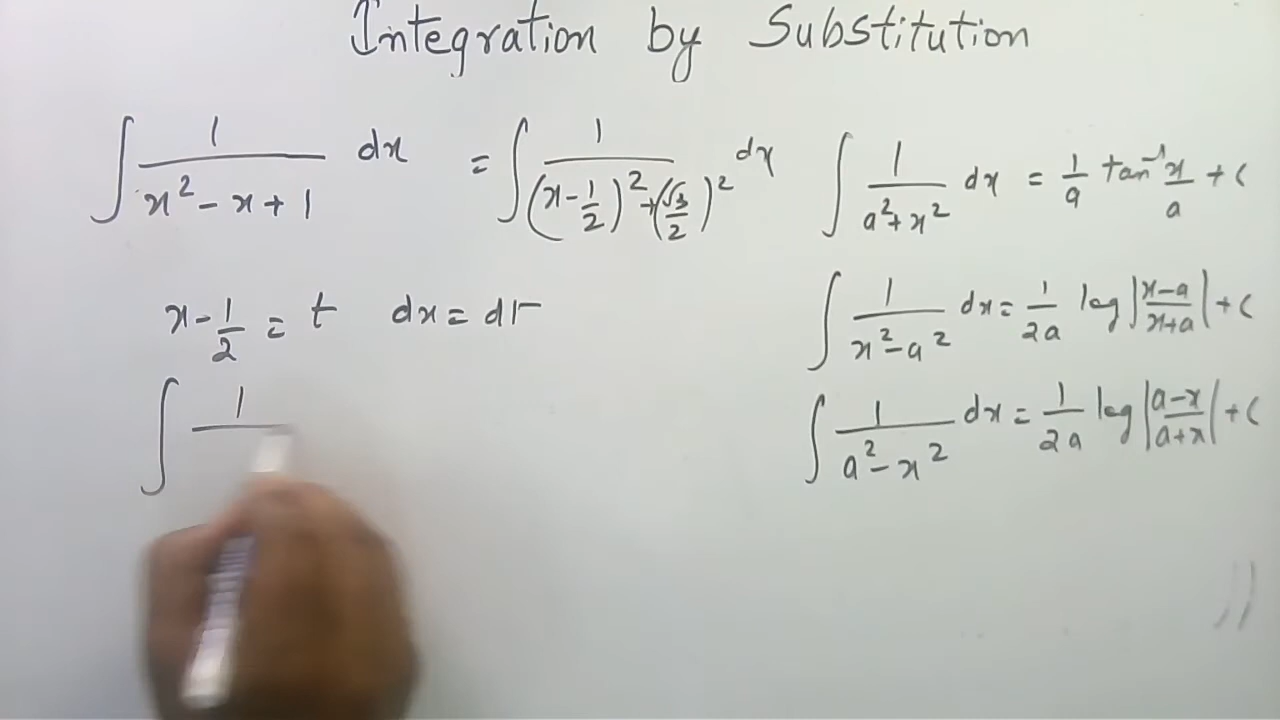 Integration by Substitution
∫ 1/(x² - x + 1) dx = ∫ 1/((x - 1/2)² + (√3/2)²) dx
∫ 1/(a² + x²) dx = 1/a tan⁻¹ x/a + C
x - 1/2 = t dx = dt
∫ 1/(x² - a²) dx = 1/2a log |(x - a)/(x + a)| + C
∫ 1
∫ 1/(a² - x²) dx = 1/2a log |(a - x)/(a + x)| + C